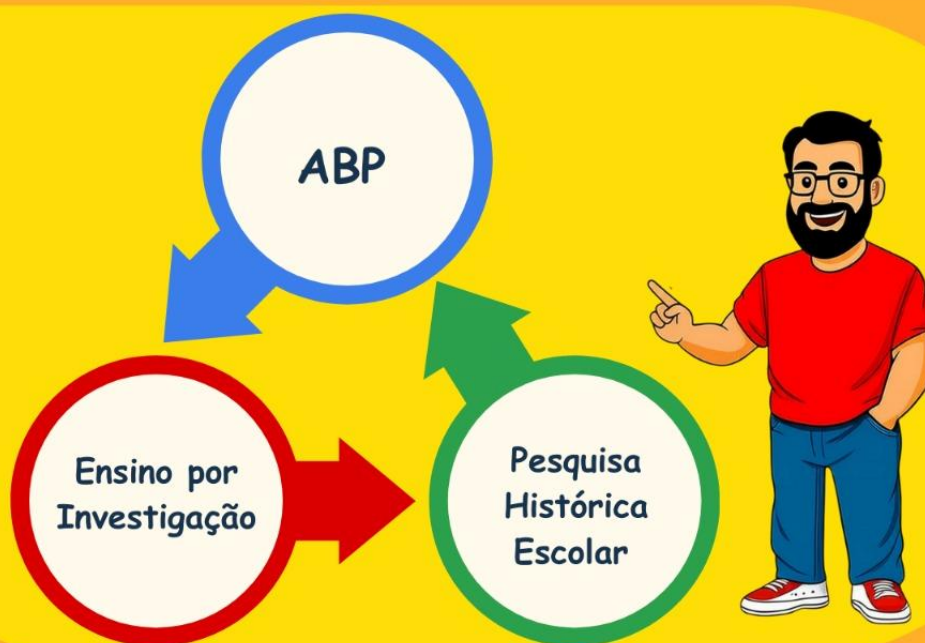 ABP
Ensino por
Investigação
Pesquisa
Histórica
Escolar